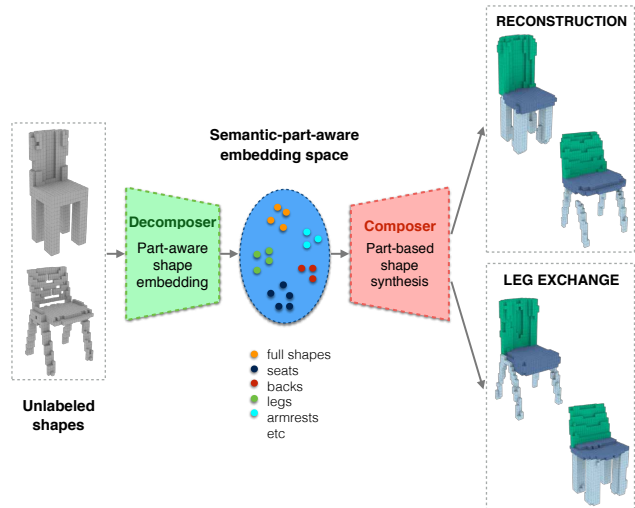 RECONSTRUCTION
Semantic-part-aware
embedding space
Decomposer
Part-aware
shape
embedding
Composer
Part-based
shape
synthesis
LEG EXCHANGE
full shapes
seats
backs
legs
armrests
etc
Unlabeled
shapes